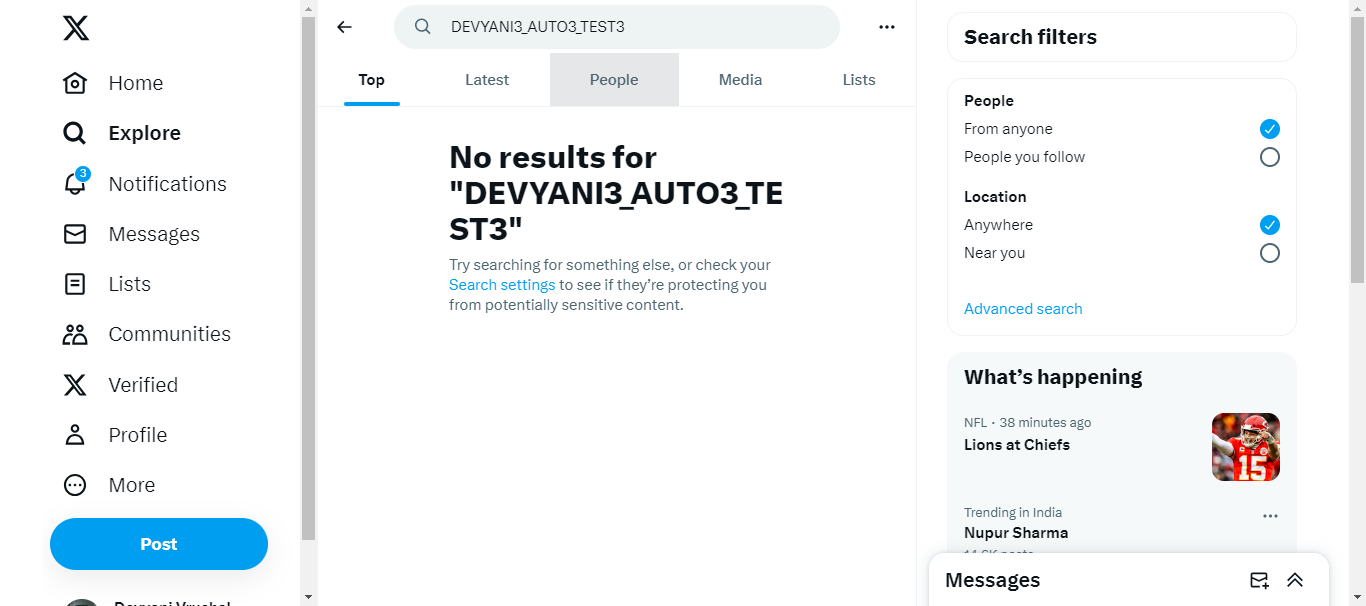 Home
Explore
3
Notifications
Messages
Lists
Communities
Verified
Profile
More
Post
DEVYANI3_AUTO3_TEST3
Top
Latest
People
Media
Lists
No results for
"DEVYANI3_AUTO3_TE
ST3"
Try searching for something else, or check your
Search settings to see if they’re protecting you
from potentially sensitive content.
Search filters
People
From anyone
People you follow
Location
Anywhere
Near you
Advanced search
What’s happening
NFL · 38 minutes ago
Lions at Chiefs
15
Trending in India
Nupur Sharma
Messages